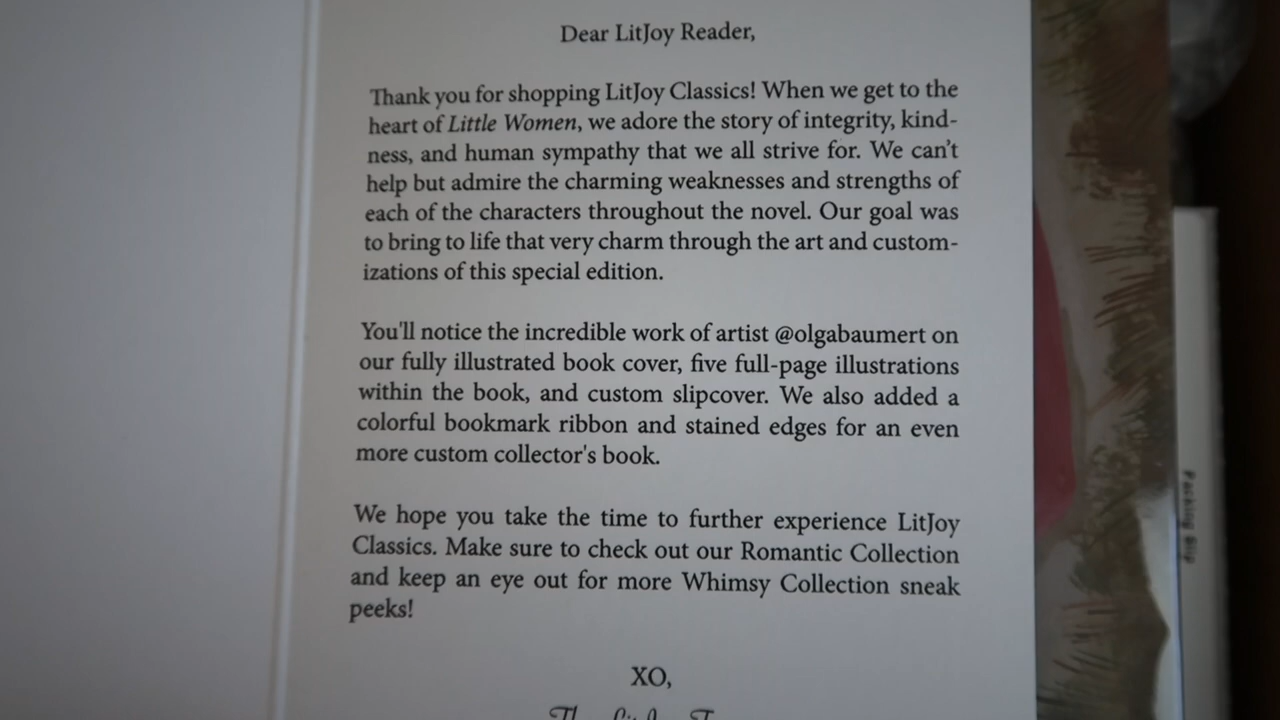 Dear LitJoy Reader,
Thank you for shopping LitJoy Classics! When we get to the
heart of Little Women, we adore the story of integrity, kind-
ness, and human sympathy that we all strive for. We can't
help but admire the charming weaknesses and strengths of
each of the characters throughout the novel. Our goal was
to bring to life that very charm through the art and custom-
izations of this special edition.
You'll notice the incredible work of artist @olgabaumert on
our fully illustrated book cover, five full-page illustrations
within the book, and custom slipcover. We also added a
colorful bookmark ribbon and stained edges for an even
more custom collector's book.
We hope you take the time to further experience LitJoy
Classics. Make sure to check out our Romantic Collection
and keep an eye out for more Whimsy Collection sneak
peeks!
XO,
Packing Slip